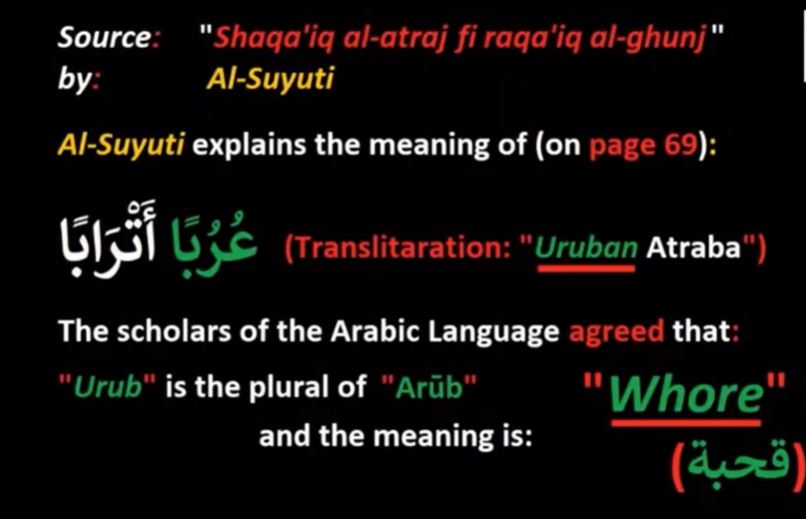 Source: "Shaqa'iq al-atraj fi raqa'iq al-ghunj"
by: Al-Suyuti
Al-Suyuti explains the meaning of (on page 69):
عُرُبًا أَتْرَابًا (Translitaration: "Uruban Atraba")
The scholars of the Arabic Language agreed that:
"Urub" is the plural of "Arūb" "Whore"
and the meaning is: (قحبة)